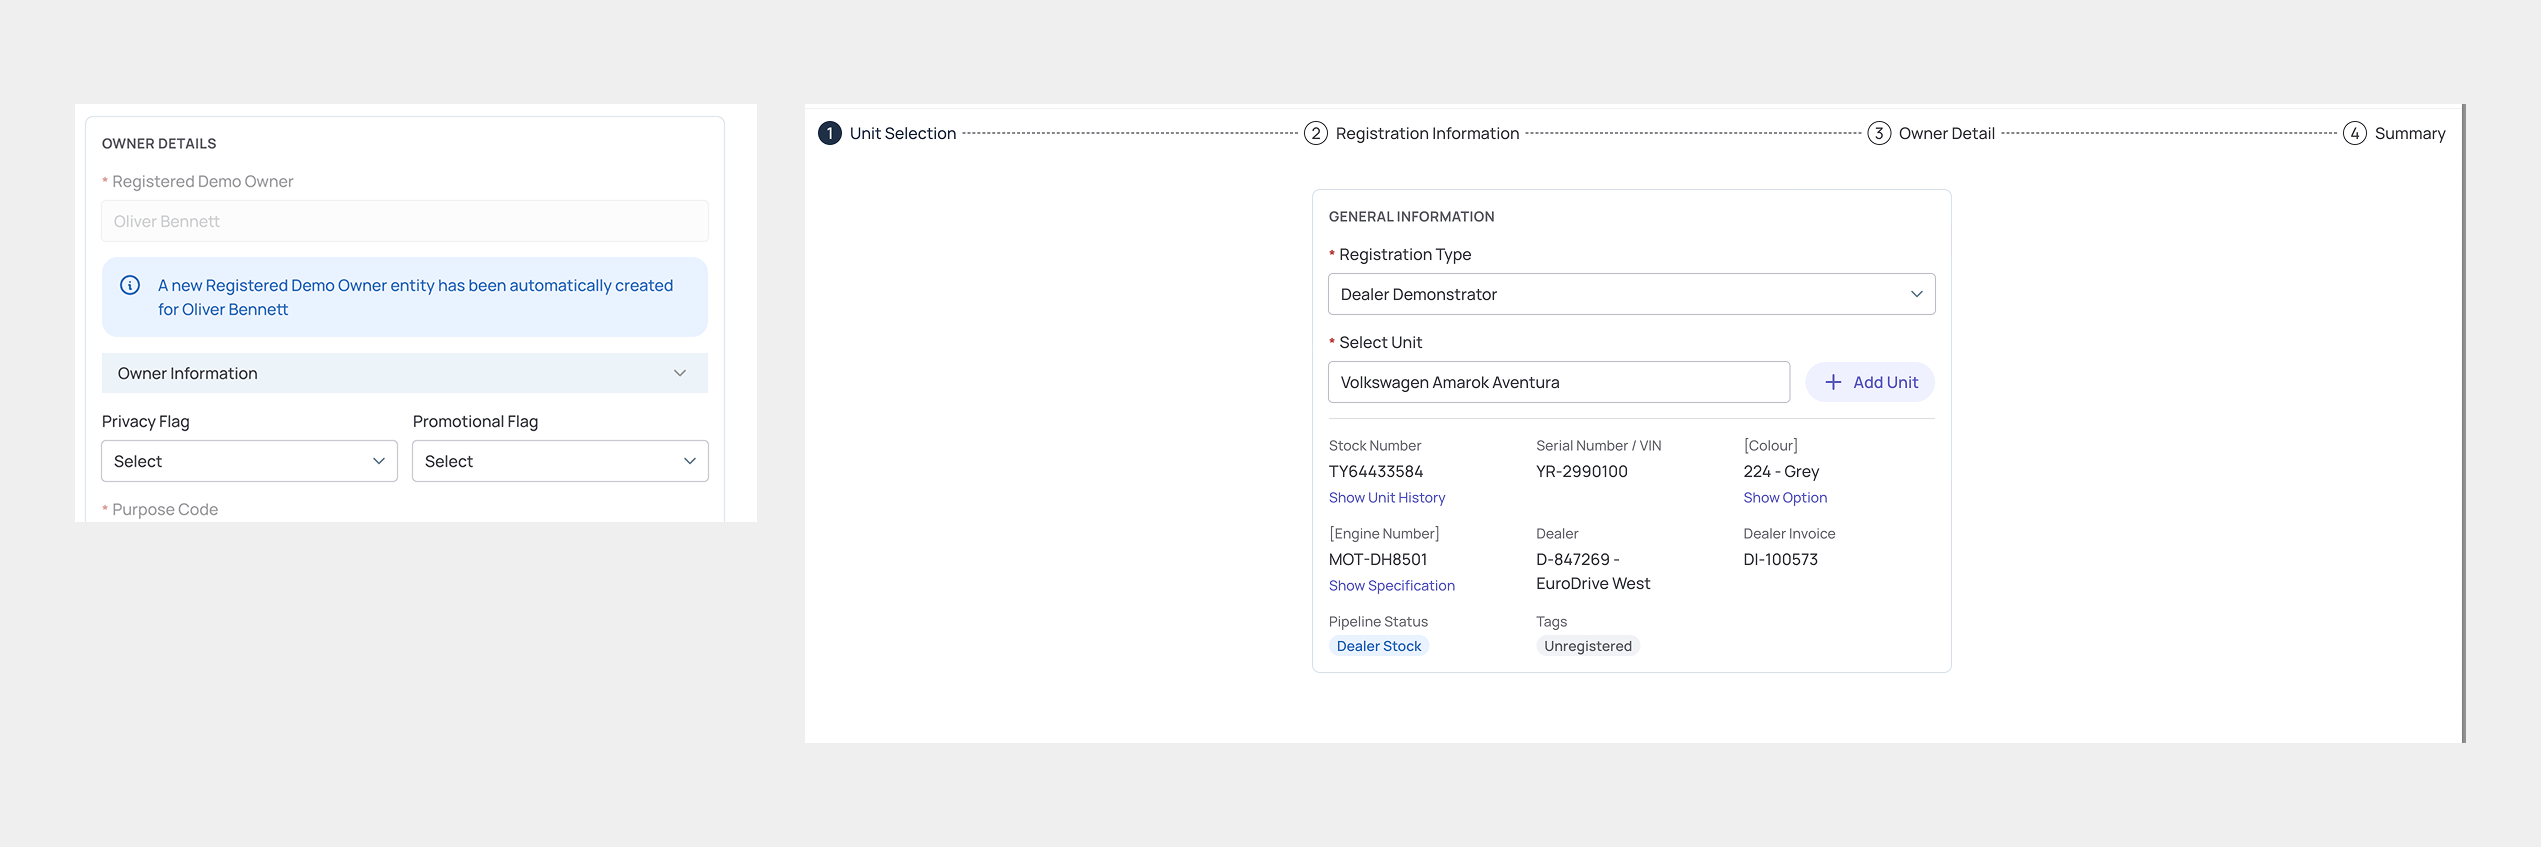 OWNER DETAILS
* Registered Demo Owner
Oliver Bennett
A new Registered Demo Owner entity has been automatically created
for Oliver Bennett
Owner Information
Privacy Flag Promotional Flag
Select Select
* Purpose Code
1 Unit Selection 2 Registration Information 3 Owner Detail 4 Summary
GENERAL INFORMATION
* Registration Type
Dealer Demonstrator
* Select Unit
Volkswagen Amarok Aventura
+ Add Unit
Stock Number Serial Number / VIN [Colour]
TY64433584 YR-2990100 224 - Grey
Show Unit History Show Option
[Engine Number] Dealer Dealer Invoice
MOT-DH8501 D-847269 - DI-100573
Show Specification EuroDrive West
Pipeline Status Tags
Dealer Stock Unregistered